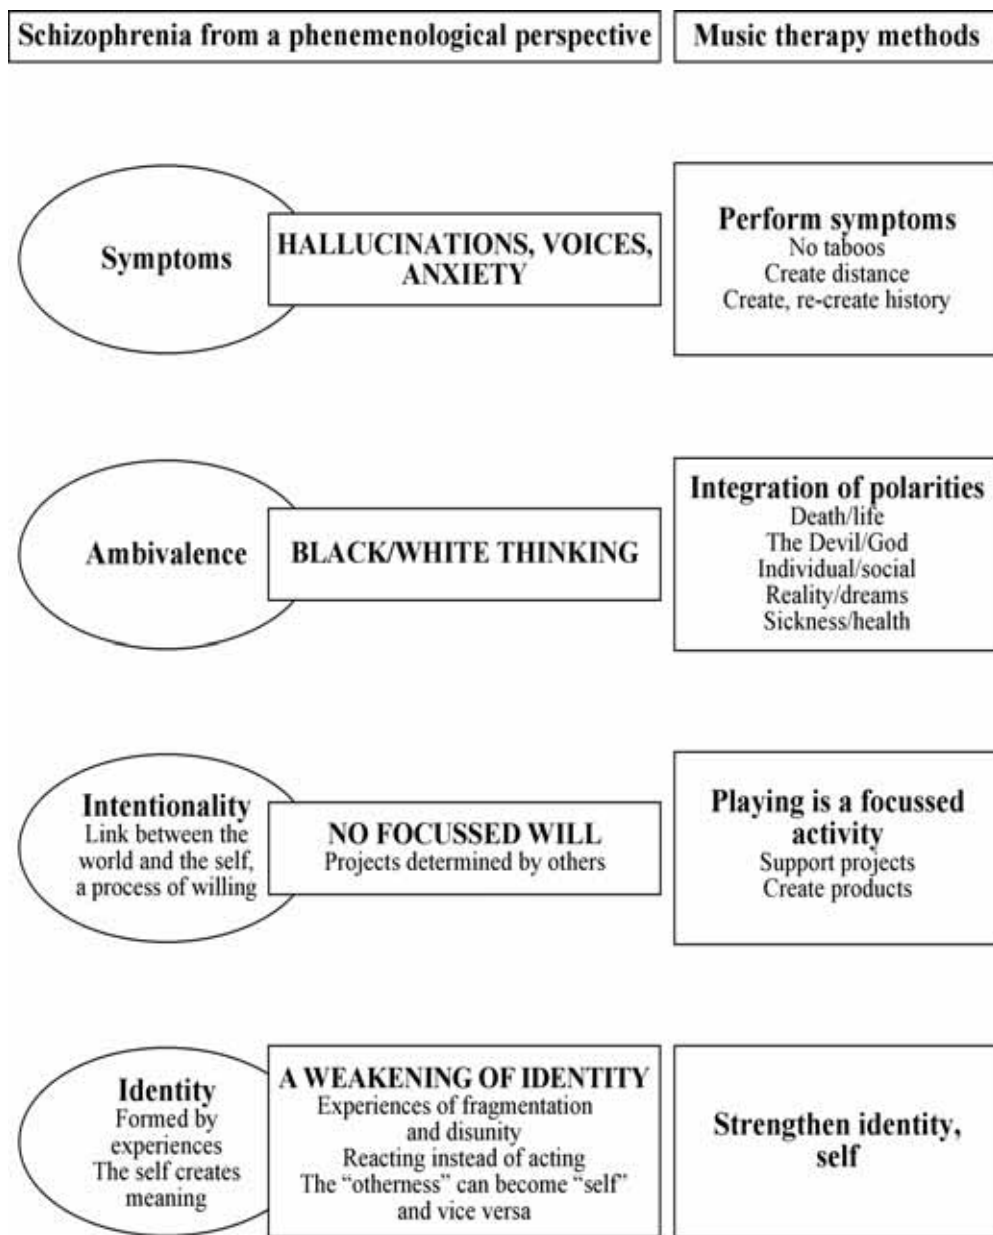 Schizophrenia from a phenemenological perspective
Music therapy methods
Symptoms
HALLUCINATIONS, VOICES,
ANXIETY
Perform symptoms
No taboos
Create distance
Create, re-create history
Ambivalence
BLACK/WHITE THINKING
Integration of polarities
Death/life
The Devil/God
Individual/social
Reality/dreams
Sickness/health
Intentionality
Link between the
world and the self,
a process of willing
NO FOCUSSED WILL
Projects determined by others
Playing is a focussed
activity
Support projects
Create products
Identity
Formed by
experiences
The self creates
meaning
A WEAKENING OF IDENTITY
Experiences of fragmentation
and disunity
Reacting instead of acting
The “otherness” can become “self”
and vice versa
Strengthen identity,
self